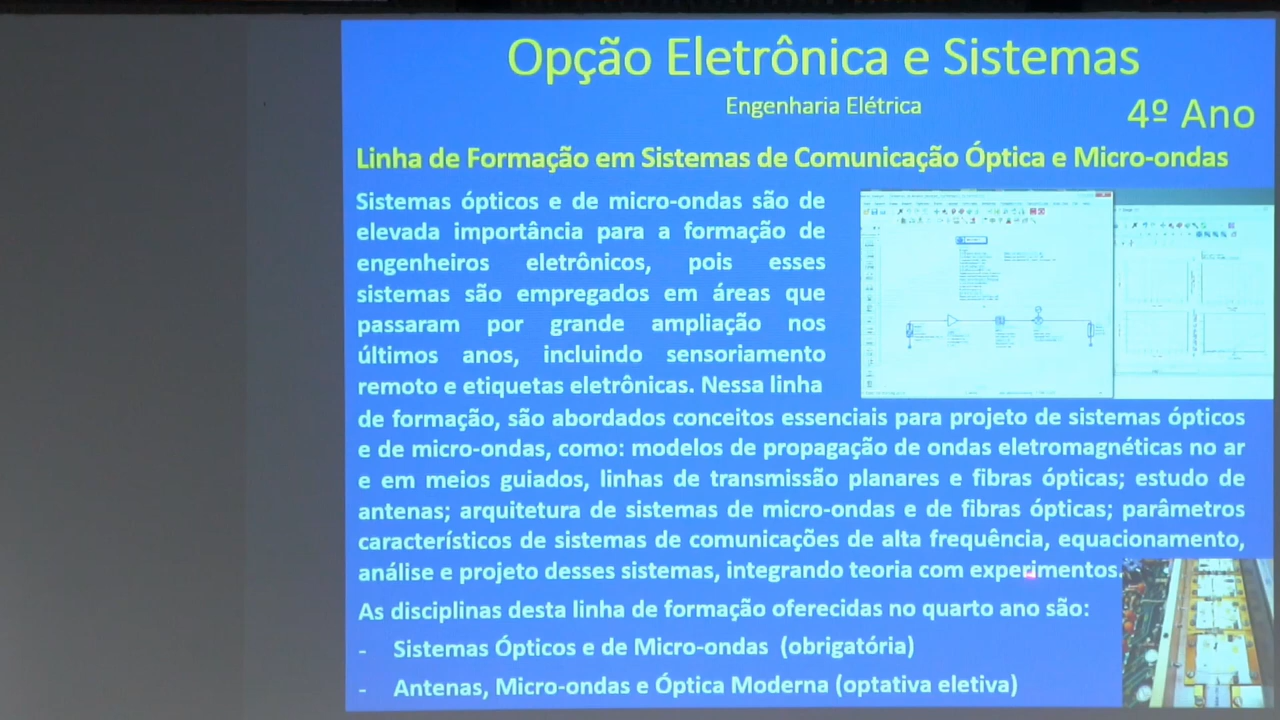 Opção Eletrônica e Sistemas
Engenharia Elétrica
4º Ano
Linha de Formação em Sistemas de Comunicação Óptica e Micro-ondas
Sistemas ópticos e de micro-ondas são de
elevada importância para a formação de
engenheiros eletrônicos, pois esses
sistemas são empregados em áreas que
passaram por grande ampliação nos
últimos anos, incluindo sensoriamento
remoto e etiquetas eletrônicas. Nessa linha
de formação, são abordados conceitos essenciais para projeto de sistemas ópticos
e de micro-ondas, como: modelos de propagação de ondas eletromagnéticas no ar
e em meios guiados, linhas de transmissão planares e fibras ópticas; estudo de
antenas; arquitetura de sistemas de micro-ondas e de fibras ópticas; parâmetros
característicos de sistemas de comunicações de alta frequência, equacionamento,
análise e projeto desses sistemas, integrando teoria com experimentos.
As disciplinas desta linha de formação oferecidas no quarto ano são:
- Sistemas Ópticos e de Micro-ondas (obrigatória)
- Antenas, Micro-ondas e Óptica Moderna (optativa eletiva)